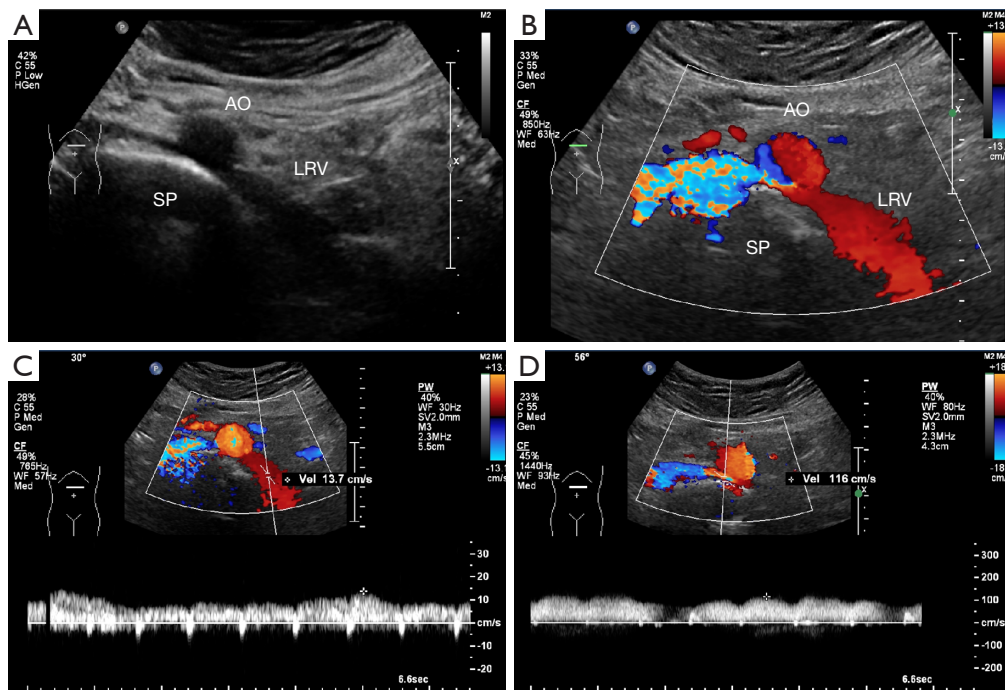 A
P
M2
42%
C 55
P Low
HGen
AO
LRV
SP
X
B
P
M2 M4
+13
-13.
cm/s
33%
C 55
P Med
Gen
CF
49%
850Hz
WF 63Hz
Med
AO
LRV
SP
X
C
30°
P
M2 M4
+13.
-13.1
cm/s
28%
C 55
P Med
Gen
CF
49%
765Hz
WF 57Hz
Med
PW
40%
WF 30Hz
SV2.0mm
M3
2.3MHz
5.5cm
Vel 13.7 cm/s
30
20
10
cm/s
-10
-20
6.6sec
D
56°
P
M2 M4
+18
-18.
cm/s
23%
C 55
P Med
Gen
CF
45%
1440Hz
WF 93Hz
Med
PW
40%
WF 80Hz
SV2.0mm
M3
2.3MHz
4.3cm
Vel 116 cm/s
X
300
200
100
cm/s
-100
-200
6.6sec